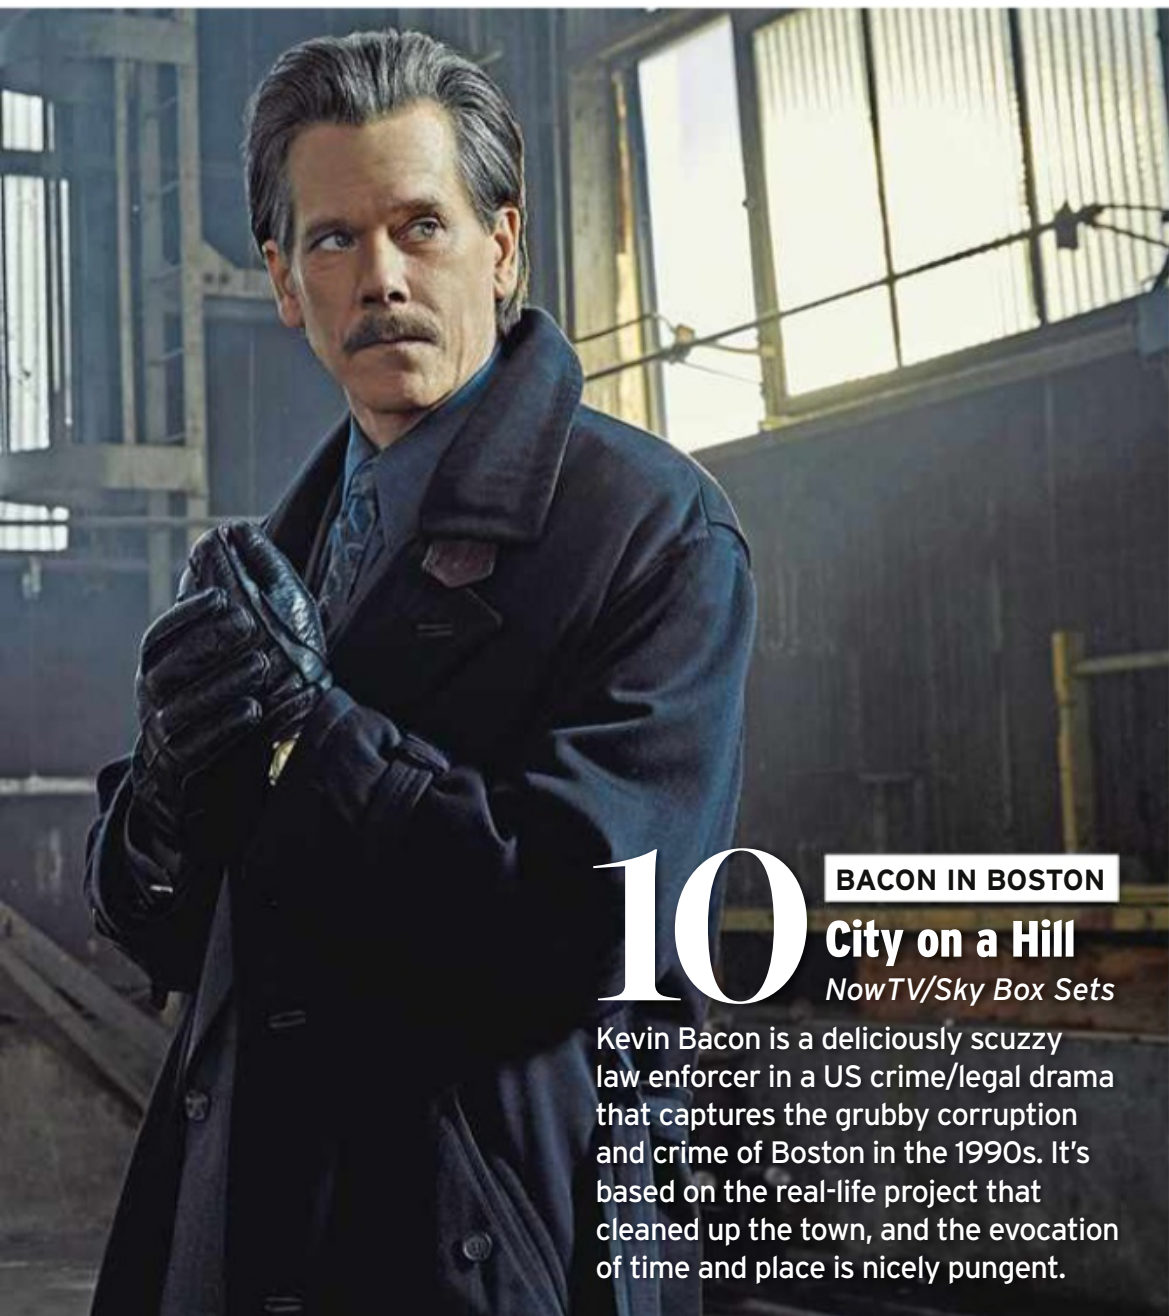 10
BACON IN BOSTON
City on a Hill
NowTV/Sky Box Sets
Kevin Bacon is a deliciously scuzzy
law enforcer in a US crime/legal drama
that captures the grubby corruption
and crime of Boston in the 1990s. It's
based on the real-life project that
cleaned up the town, and the evocation
of time and place is nicely pungent.